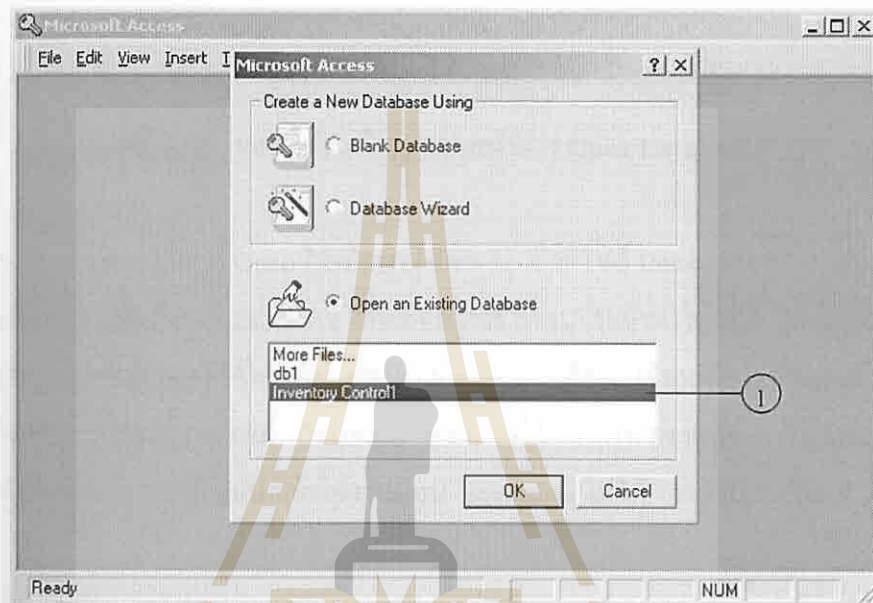 Microsoft Access
File Edit View Insert T
Microsoft Access
Create a New Database Using
Blank Database
Database Wizard
Open an Existing Database
More Files...
db1
Inventory Control1
1
OK Cancel
Ready NUM